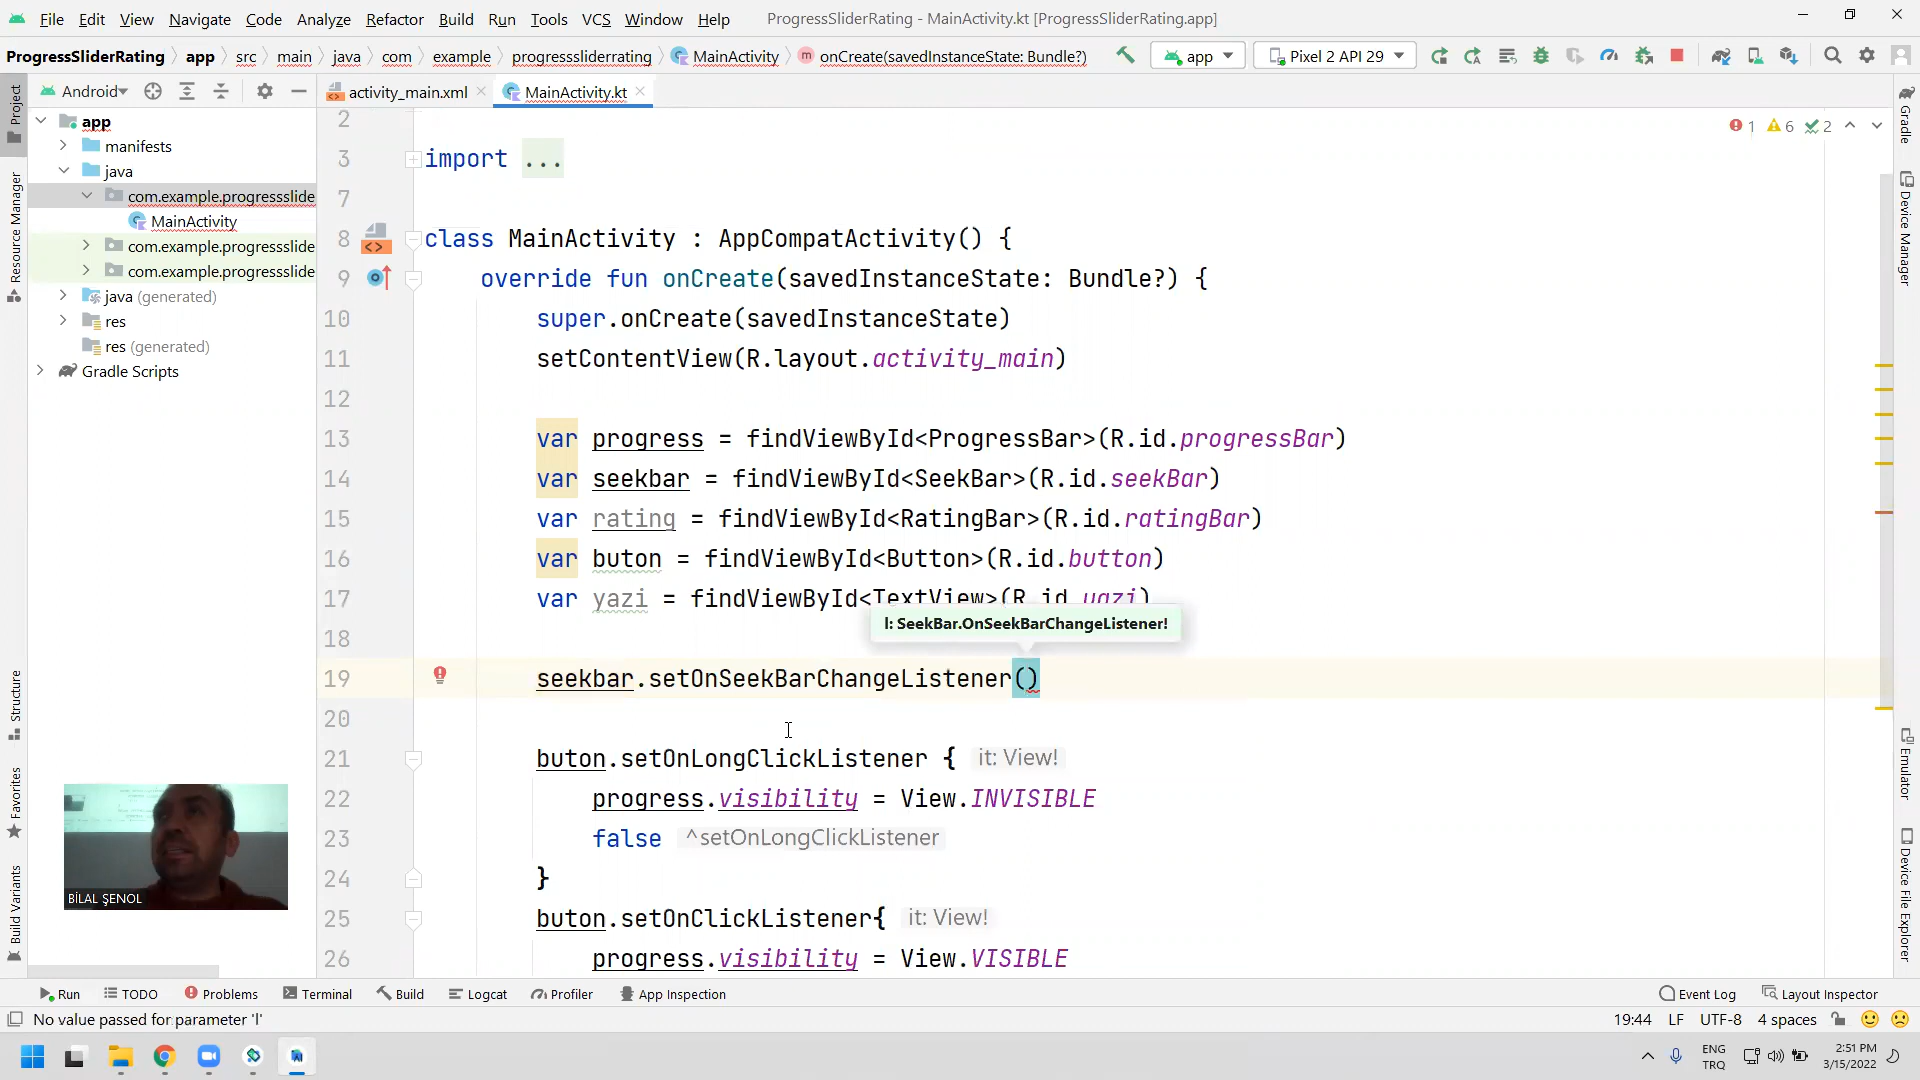 File Edit View Navigate Code Analyze Refactor Build Run Tools VCS Window Help ProgressSliderRating - MainActivity.kt [ProgressSliderRating.app]
ProgressSliderRating app src main java com example progresssliderrating MainActivity onCreate(savedInstanceState: Bundle?) app Pixel 2 API 29
Android activity_main.xml MainActivity.kt
Project
Resource Manager
Structure
Favorites
Build Variants
app
manifests
java
com.example.progressslide
MainActivity
com.example.progressslide
com.example.progressslide
java (generated)
res
res (generated)
Gradle Scripts
1 6 2
2
3 import ...
7
8 class MainActivity : AppCompatActivity() {
9 override fun onCreate(savedInstanceState: Bundle?) {
10 super.onCreate(savedInstanceState)
11 setContentView(R.layout.activity_main)
12
13 var progress = findViewById<ProgressBar>(R.id.progressBar)
14 var seekbar = findViewById<SeekBar>(R.id.seekBar)
15 var rating = findViewById<RatingBar>(R.id.ratingBar)
16 var buton = findViewById<Button>(R.id.button)
17 var yazi = findViewById<TextView>(R.id.yazi)
l: SeekBar.OnSeekBarChangeListener!
18
19 seekbar.setOnSeekBarChangeListener()
20
21 buton.setOnLongClickListener { it: View!
22 progress.visibility = View.INVISIBLE
23 false ^setOnLongClickListener
24 }
25 buton.setOnClickListener{ it: View!
26 progress.visibility = View.VISIBLE
BİLAL ŞENOL
Gradle
Device Manager
Emulator
Device File Explorer
Run TODO Problems Terminal Build Logcat Profiler App Inspection Event Log Layout Inspector
No value passed for parameter 'l' 19:44 LF UTF-8 4 spaces
ENG
TRQ
2:51 PM
3/15/2022